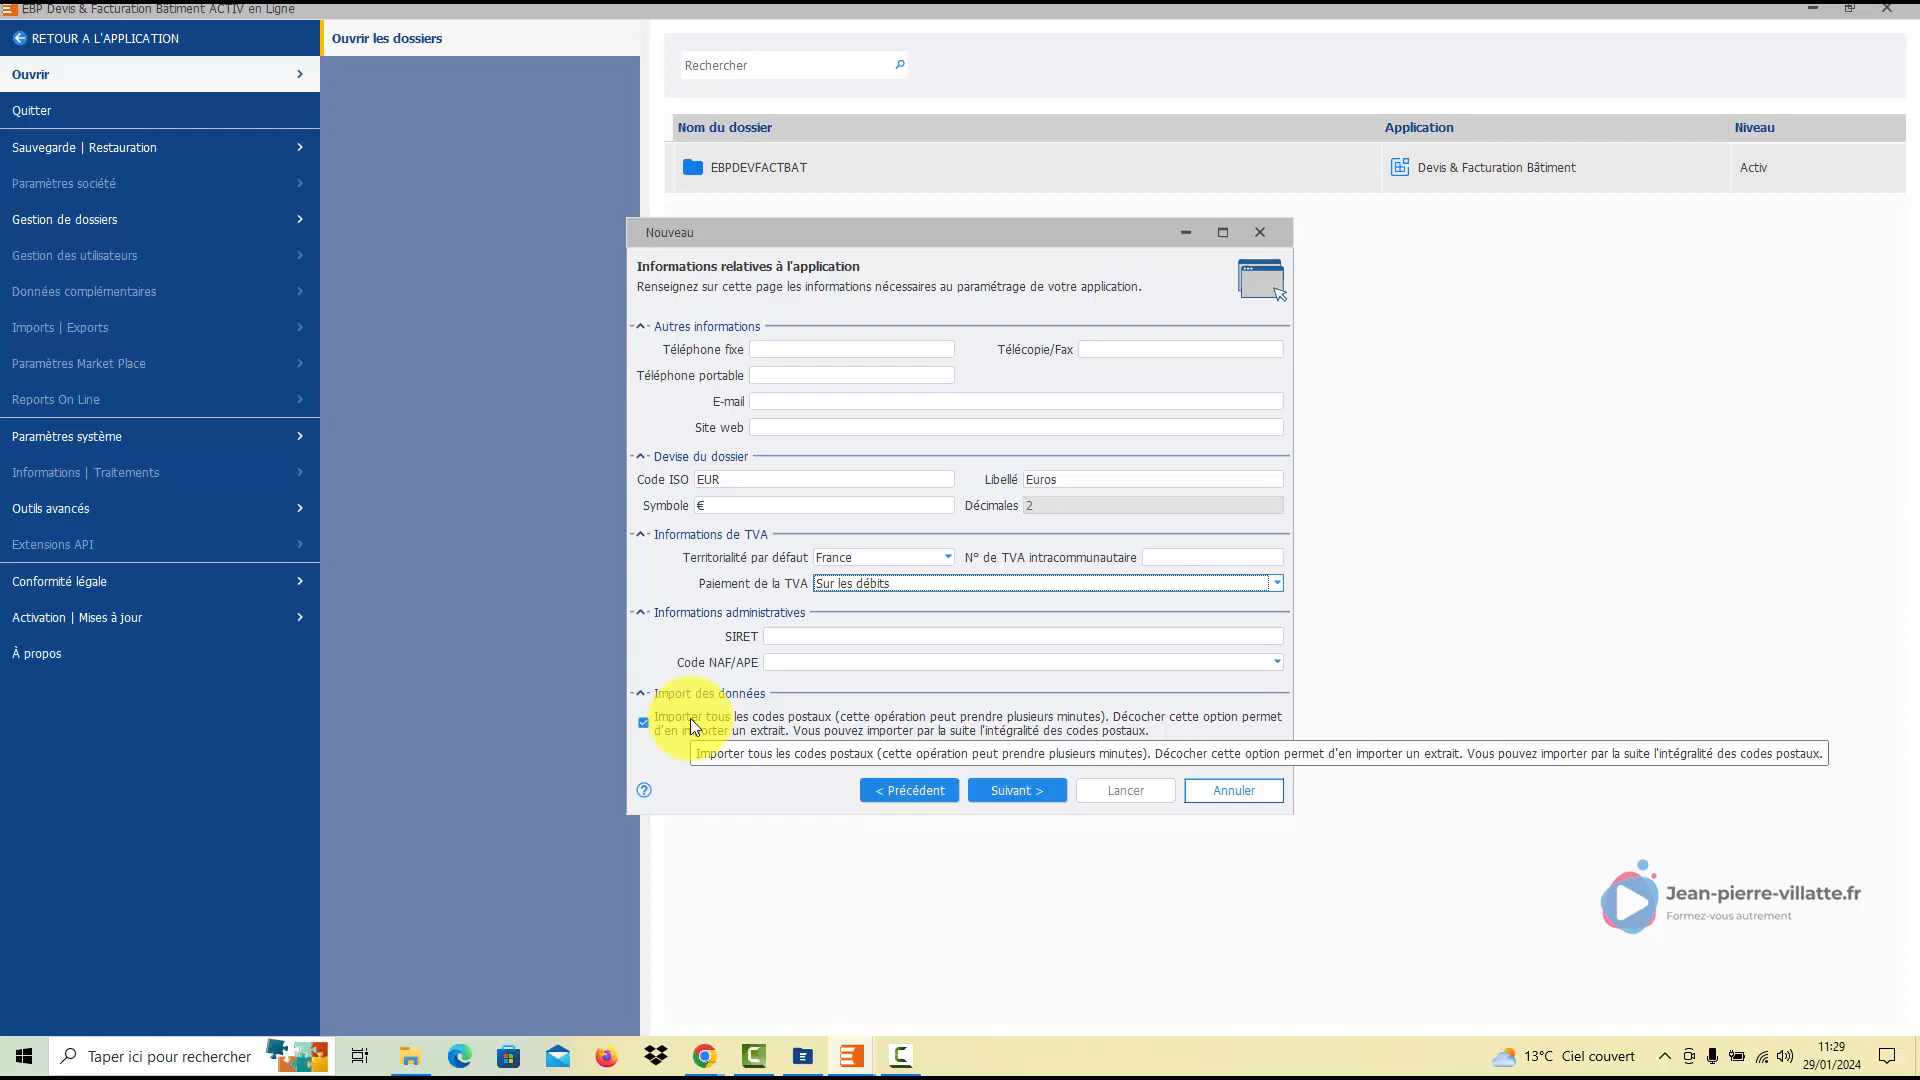 EBP Devis & Facturation Bâtiment ACTIV en Ligne
RETOUR A L'APPLICATION
Ouvrir
Quitter
Sauvegarde | Restauration
Paramètres société
Gestion de dossiers
Gestion des utilisateurs
Données complémentaires
Imports | Exports
Paramètres Market Place
Reports On Line
Paramètres système
Informations | Traitements
Outils avancés
Extensions API
Conformité légale
Activation | Mises à jour
À propos
Ouvrir les dossiers
Rechercher
Nom du dossier Application Niveau
EBPDEVFACTBAT Devis & Facturation Bâtiment Activ
Nouveau
Informations relatives à l'application
Renseignez sur cette page les informations nécessaires au paramétrage de votre application.
Autres informations
Téléphone fixe Télécopie/Fax
Téléphone portable
E-mail
Site web
Devise du dossier
Code ISO EUR Libellé Euros
Symbole € Décimales 2
Informations de TVA
Territorialité par défaut France N° de TVA intracommunautaire
Paiement de la TVA Sur les débits
Informations administratives
SIRET
Code NAF/APE
Import des données
Importer tous les codes postaux (cette opération peut prendre plusieurs minutes). Décocher cette option permet
d'en importer un extrait. Vous pouvez importer par la suite l'intégralité des codes postaux.
Importer tous les codes postaux (cette opération peut prendre plusieurs minutes). Décocher cette option permet d'en importer un extrait. Vous pouvez importer par la suite l'intégralité des codes postaux.
< Précédent Suivant > Lancer Annuler
Jean-pierre-villatte.fr
Formez-vous autrement
Taper ici pour rechercher
13°C Ciel couvert
11:29
29/01/2024